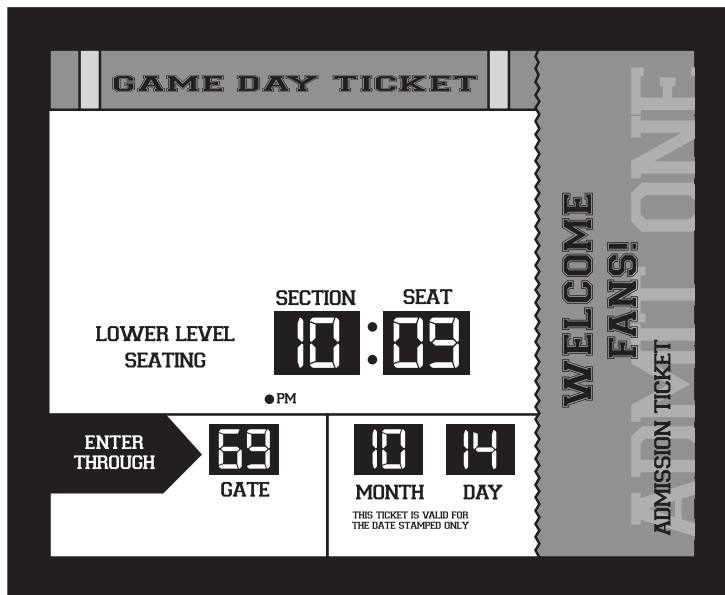 GAME DAY TICKET
SECTION SEAT
LOWER LEVEL
SEATING
10:09
PM
ENTER
THROUGH
69
GATE
10 14
MONTH DAY
THIS TICKET IS VALID FOR
THE DATE STAMPED ONLY
WELCOME
FANS!
ADMIT ONE
ADMISSION TICKET